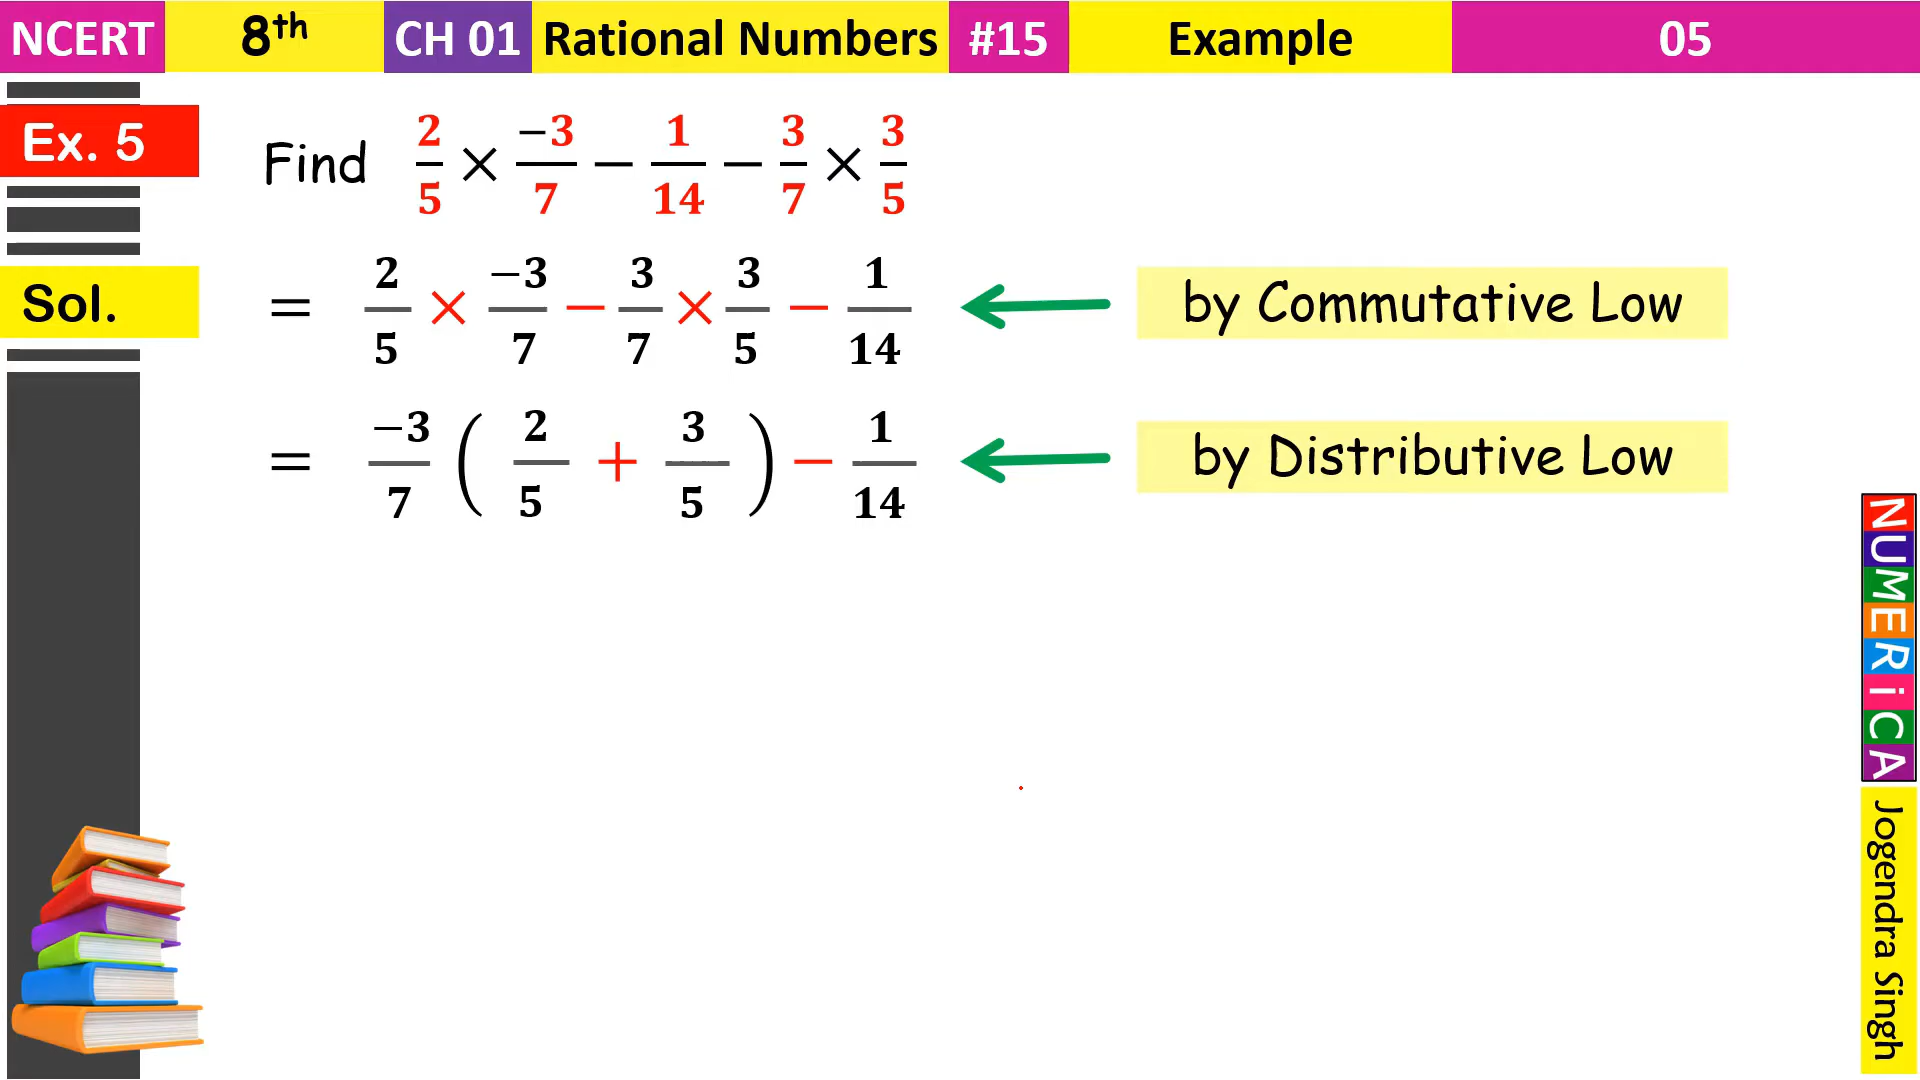 NCERT 8th CH 01 Rational Numbers #15 Example 05
Ex. 5 Find 2/5 × −3/7 − 1/14 − 3/7 × 3/5
Sol. = 2/5 × −3/7 − 3/7 × 3/5 − 1/14 by Commutative Low
= −3/7 ( 2/5 + 3/5 ) − 1/14 by Distributive Low
NUMERiCA
Jogendra Singh